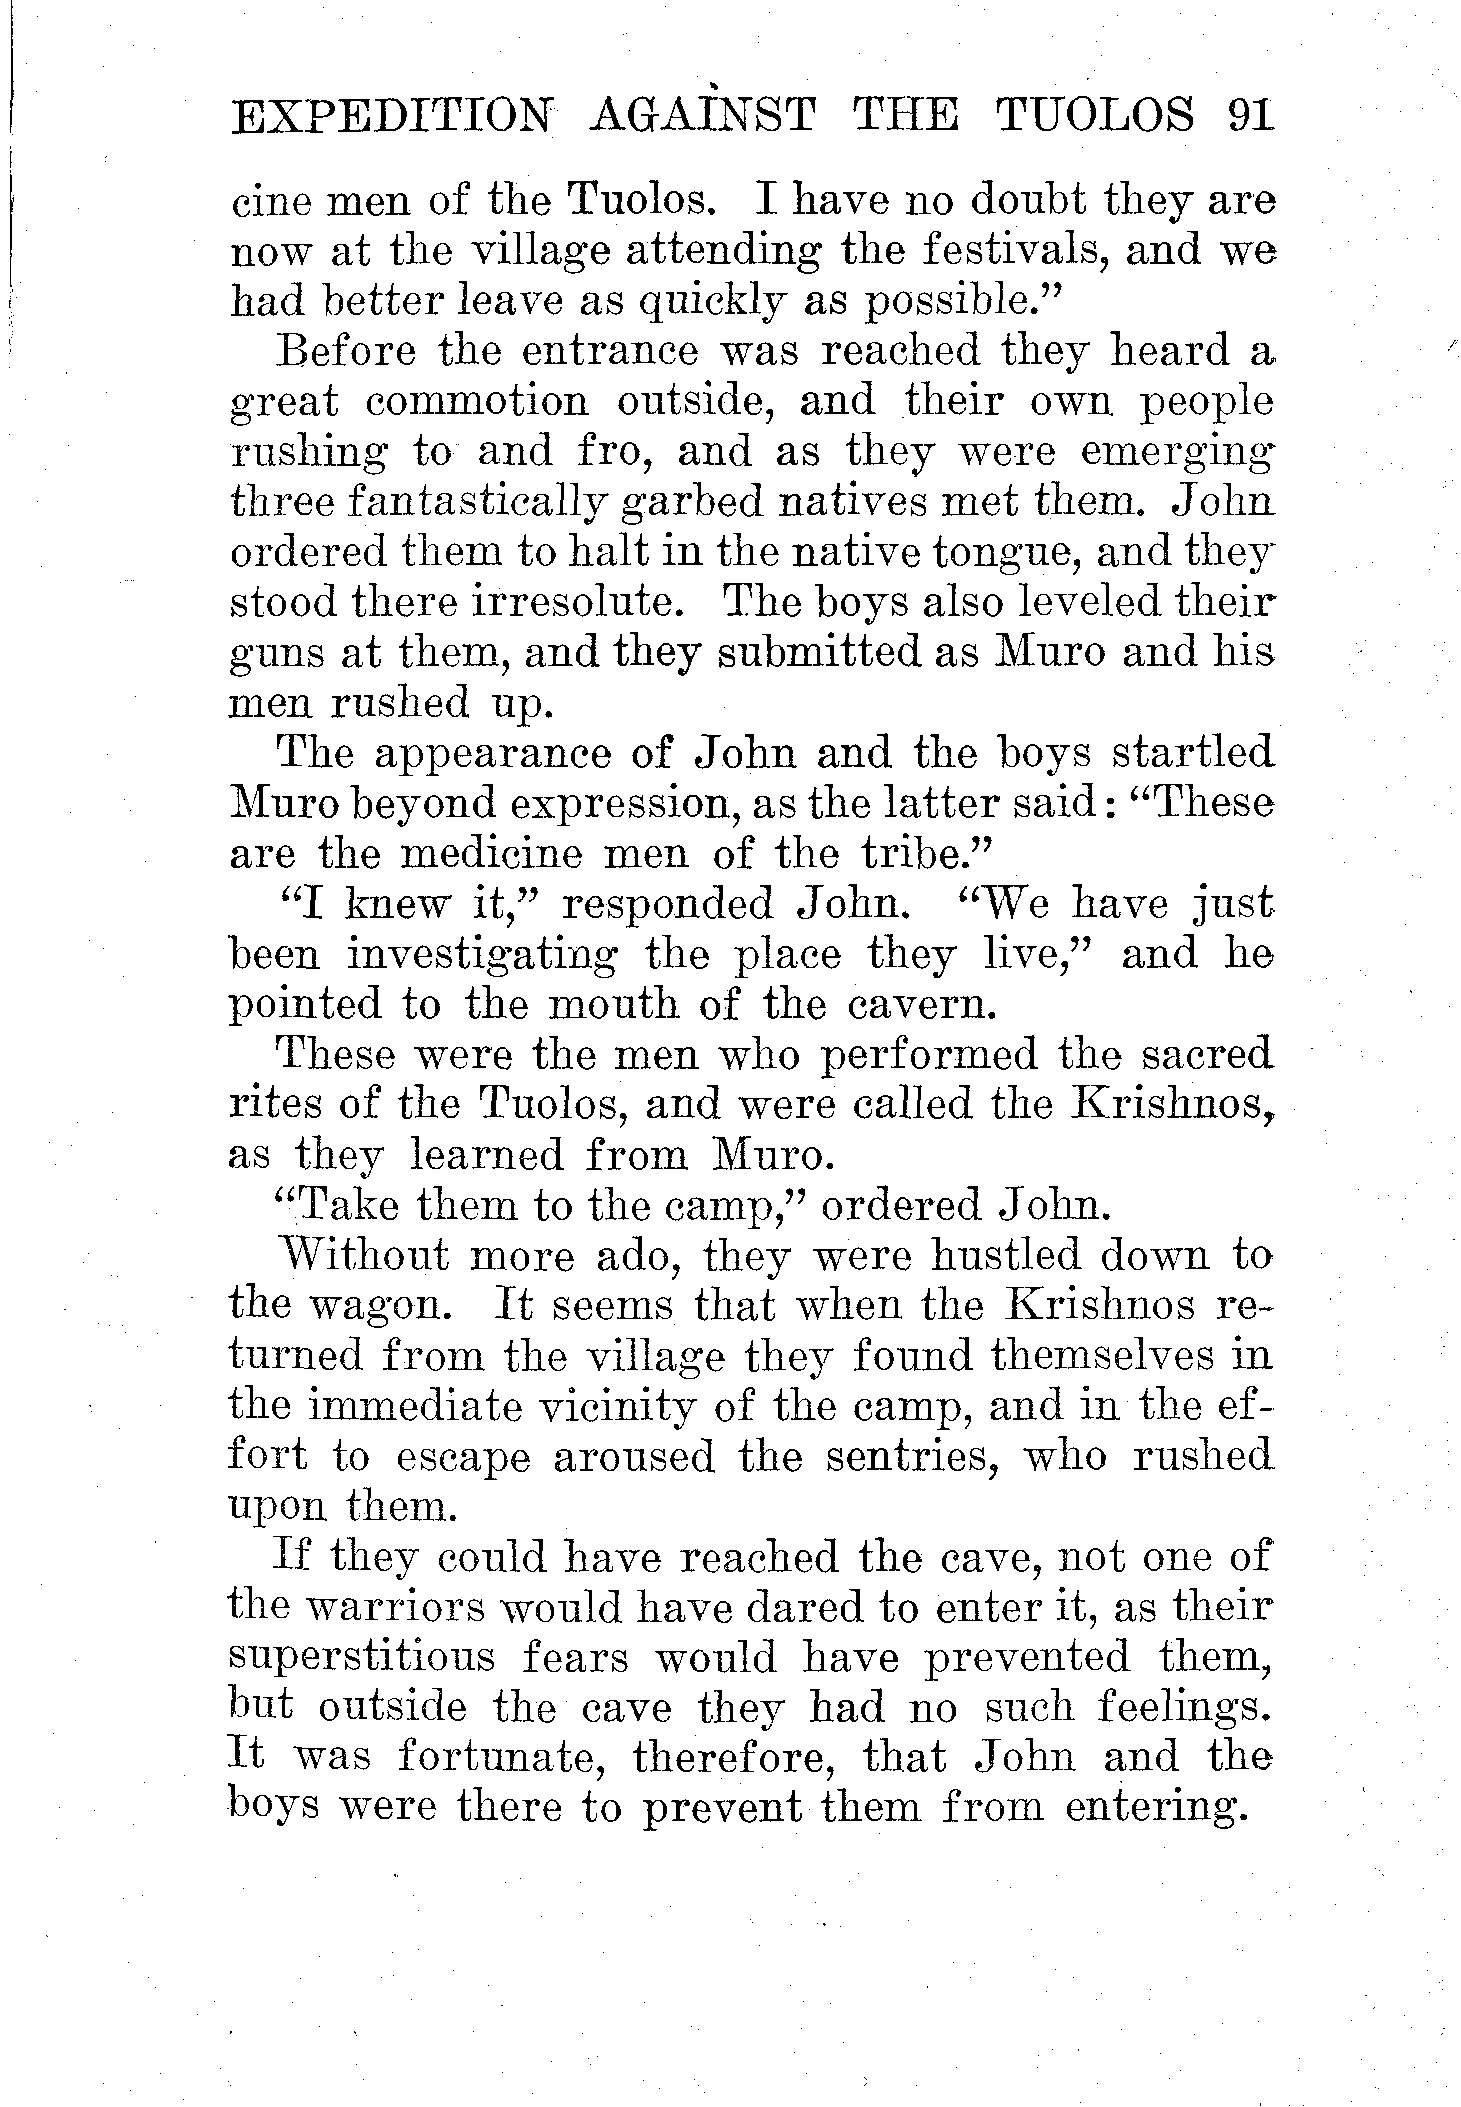 EXPEDITION AGAINST THE TUOLOS 91
cine men of the Tuolos. I have no doubt they are
now at the village attending the festivals, and we
had better leave as quickly as possible.”
Before the entrance was reached they heard a
great commotion outside, and their own people
rushing to and fro, and as they were emerging
three fantastically garbed natives met them. John
ordered them to halt in the native tongue, and they
stood there irresolute. The boys also leveled their
guns at them, and they submitted as Muro and his
men rushed up.
The appearance of John and the boys startled
Muro beyond expression, as the latter said: “These
are the medicine men of the tribe.”
“I knew it,” responded John. “We have just
been investigating the place they live,” and he
pointed to the mouth of the cavern.
These were the men who performed the sacred
rites of the Tuolos, and were called the Krishnos,
as they learned from Muro.
“Take them to the camp,” ordered John.
Without more ado, they were hustled down to
the wagon. It seems that when the Krishnos re-
turned from the village they found themselves in
the immediate vicinity of the camp, and in the ef-
fort to escape aroused the sentries, who rushed
upon them.
If they could have reached the cave, not one of
the warriors would have dared to enter it, as their
superstitious fears would have prevented them,
but outside the cave they had no such feelings.
It was fortunate, therefore, that John and the
boys were there to prevent them from entering.